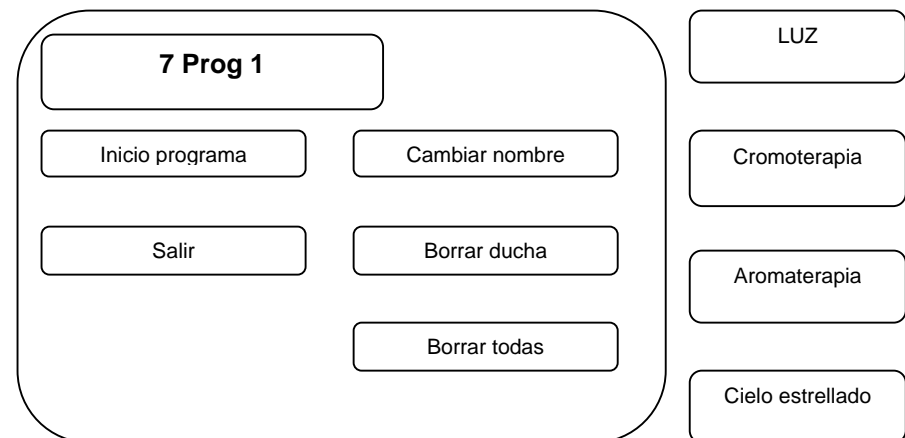 7 Prog 1
Inicio programa
Cambiar nombre
Salir
Borrar ducha
Borrar todas
LUZ
Cromoterapia
Aromaterapia
Cielo estrellado